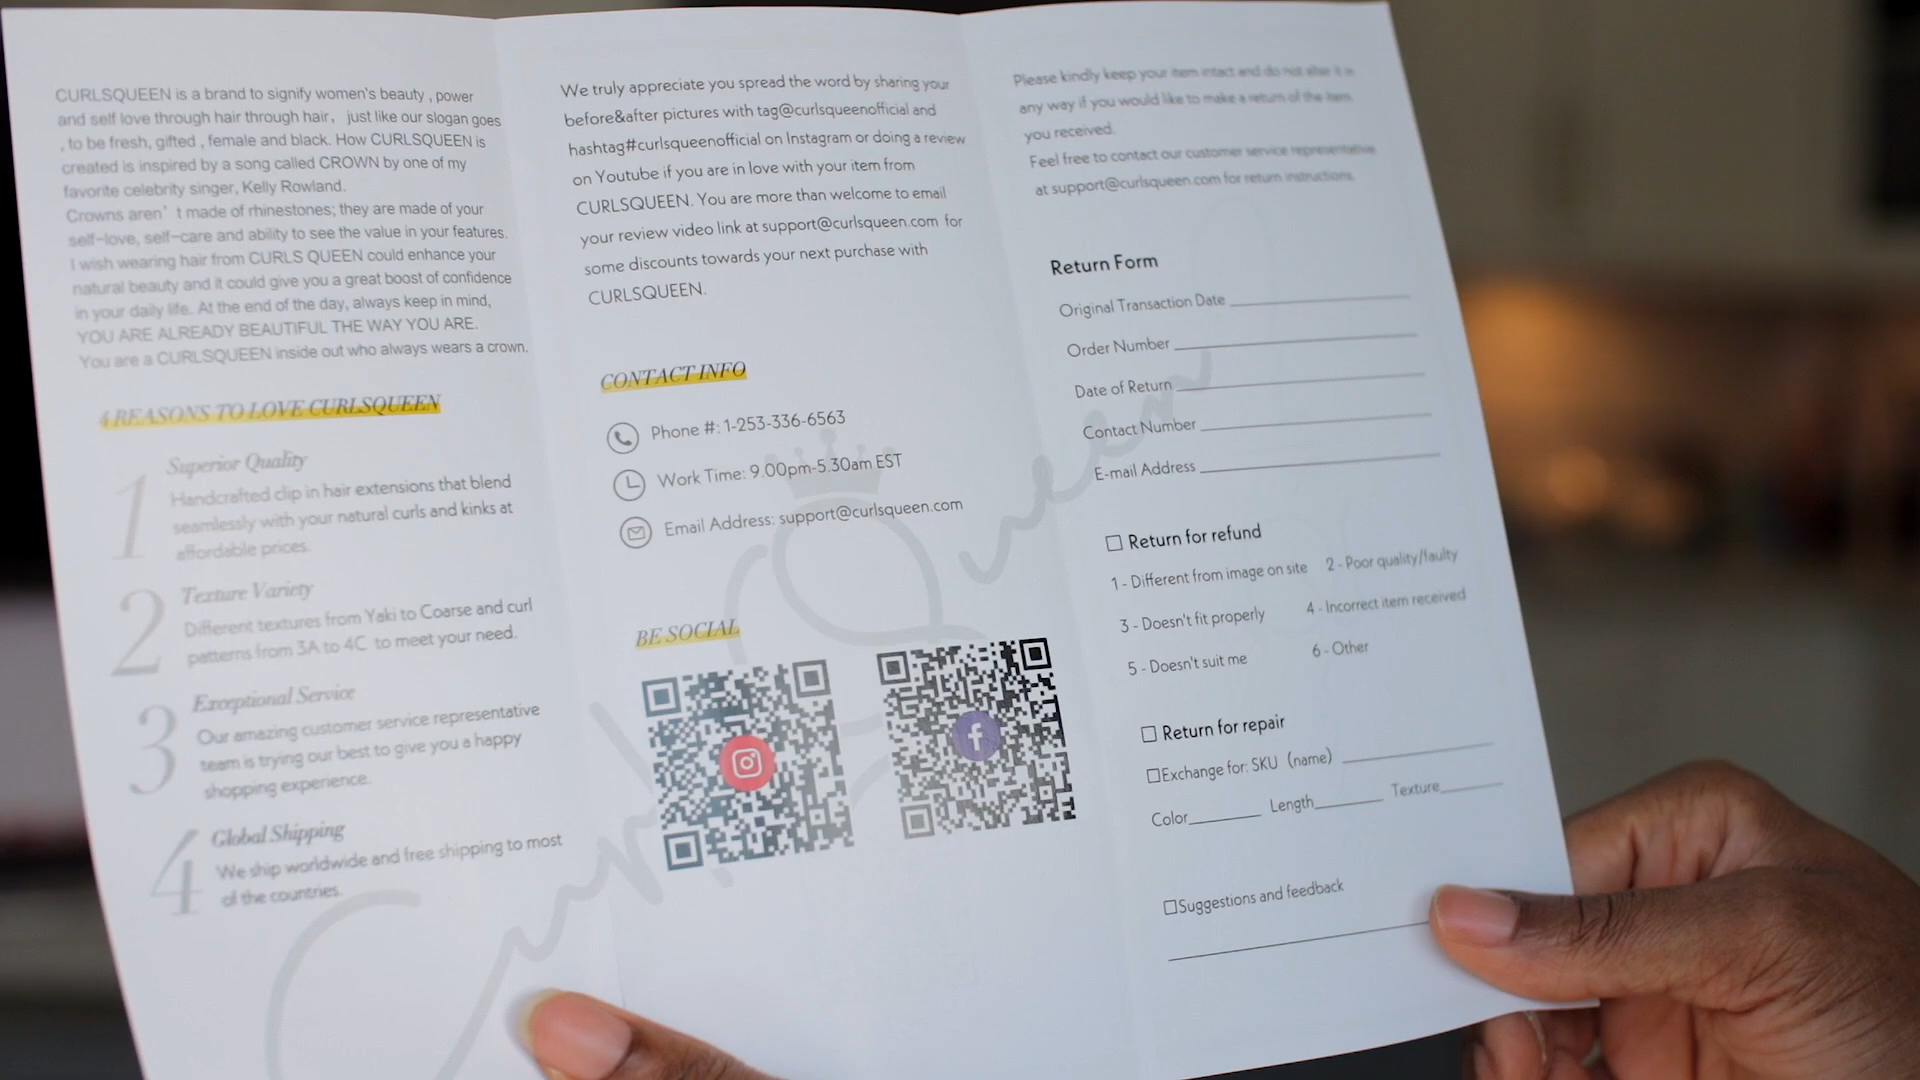 CURLSQUEEN is a brand to signify women's beauty , power
and self love through hair through hair, just like our slogan goes
, to be fresh, gifted , female and black. How CURLSQUEEN is
created is inspired by a song called CROWN by one of my
favorite celebrity singer, Kelly Rowland.
Crowns aren' t made of rhinestones; they are made of your
self-love, self-care and ability to see the value in your features.
I wish wearing hair from CURLS QUEEN could enhance your
natural beauty and it could give you a great boost of confidence
in your daily life. At the end of the day, always keep in mind,
YOU ARE ALREADY BEAUTIFUL THE WAY YOU ARE.
You are a CURLSQUEEN inside out who always wears a crown.
4 REASONS TO LOVE CURLSQUEEN
1
Superior Quality
Handcrafted clip in hair extensions that blend
seamlessly with your natural curls and kinks at
affordable prices.
2
Texture Variety
Different textures from Yaki to Coarse and curl
patterns from 3A to 4C to meet your need.
3
Exceptional Service
Our amazing customer service representative
team is trying our best to give you a happy
shopping experience.
4
Global Shipping
We ship worldwide and free shipping to most
of the countries.
We truly appreciate you spread the word by sharing your
before&after pictures with tag@curlsqueenofficial and
hashtag#curlsqueenofficial on Instagram or doing a review
on Youtube if you are in love with your item from
CURLSQUEEN. You are more than welcome to email
your review video link at support@curlsqueen.com for
some discounts towards your next purchase with
CURLSQUEEN.
CONTACT INFO
Phone #: 1-253-336-6563
Work Time: 9.00pm-5.30am EST
Email Address: support@curlsqueen.com
BE SOCIAL
Please kindly keep your item intact and do not alter it in
any way if you would like to make a return of the item
you received.
Feel free to contact our customer service representative
at support@curlsqueen.com for return instructions.
Return Form
Original Transaction Date
Order Number
Date of Return
Contact Number
E-mail Address
Return for refund
1 - Different from image on site 2 - Poor quality/faulty
3 - Doesn't fit properly 4 - Incorrect item received
5 - Doesn't suit me 6 - Other
Return for repair
Exchange for: SKU (name)
Color Length Texture
Suggestions and feedback
CurlsQueen